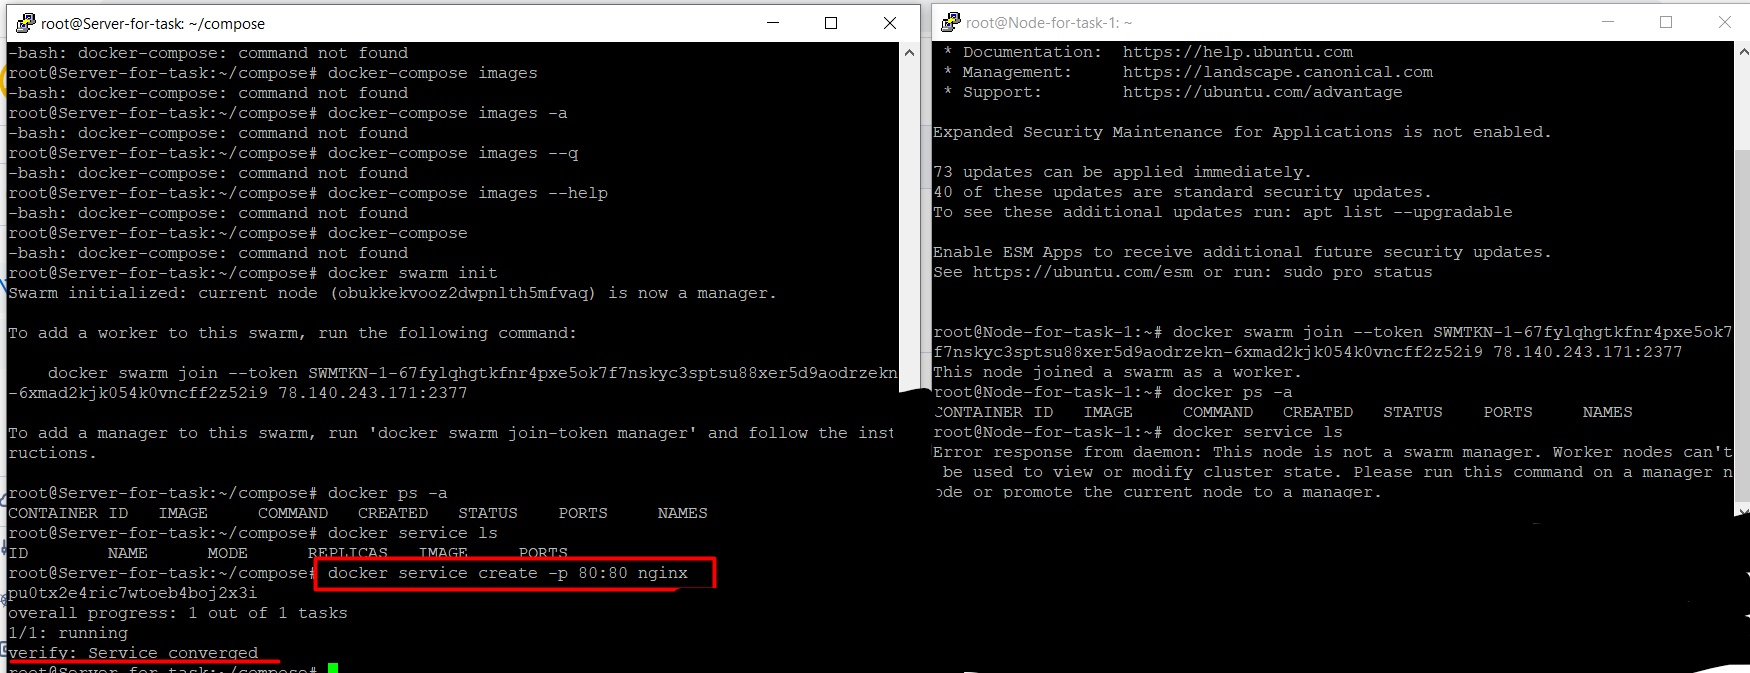 root@Server-for-task: ~/compose
-bash: docker-compose: command not found
root@Server-for-task:~/compose# docker-compose images
-bash: docker-compose: command not found
root@Server-for-task:~/compose# docker-compose images -a
-bash: docker-compose: command not found
root@Server-for-task:~/compose# docker-compose images --q
-bash: docker-compose: command not found
root@Server-for-task:~/compose# docker-compose images --help
-bash: docker-compose: command not found
root@Server-for-task:~/compose# docker-compose
-bash: docker-compose: command not found
root@Server-for-task:~/compose# docker swarm init
Swarm initialized: current node (obukkekvooz2dwpnlth5mfvaq) is now a manager.
To add a worker to this swarm, run the following command:
docker swarm join --token SWMTKN-1-67fylqhgtkfnr4pxe5ok7f7nskyc3sptsu88xer5d9aodrzekn
-6xmad2kjk054k0vncff2z52i9 78.140.243.171:2377
To add a manager to this swarm, run 'docker swarm join-token manager' and follow the inst
ructions.
root@Server-for-task:~/compose# docker ps -a
CONTAINER ID IMAGE COMMAND CREATED STATUS PORTS NAMES
root@Server-for-task:~/compose# docker service ls
ID NAME MODE REPLICAS IMAGE PORTS
root@Server-for-task:~/compose# docker service create -p 80:80 nginx
pu0tx2e4ric7wtoeb4boj2x3i
overall progress: 1 out of 1 tasks
1/1: running
verify: Service converged
root@Server-for-task:~/compose#
root@Node-for-task-1: ~
* Documentation: https://help.ubuntu.com
* Management: https://landscape.canonical.com
* Support: https://ubuntu.com/advantage
Expanded Security Maintenance for Applications is not enabled.
73 updates can be applied immediately.
40 of these updates are standard security updates.
To see these additional updates run: apt list --upgradable
Enable ESM Apps to receive additional future security updates.
See https://ubuntu.com/esm or run: sudo pro status
root@Node-for-task-1:~# docker swarm join --token SWMTKN-1-67fylqhgtkfnr4pxe5ok7
f7nskyc3sptsu88xer5d9aodrzekn-6xmad2kjk054k0vncff2z52i9 78.140.243.171:2377
This node joined a swarm as a worker.
root@Node-for-task-1:~# docker ps -a
CONTAINER ID IMAGE COMMAND CREATED STATUS PORTS NAMES
root@Node-for-task-1:~# docker service ls
Error response from daemon: This node is not a swarm manager. Worker nodes can't
be used to view or modify cluster state. Please run this command on a manager n
ode or promote the current node to a manager.